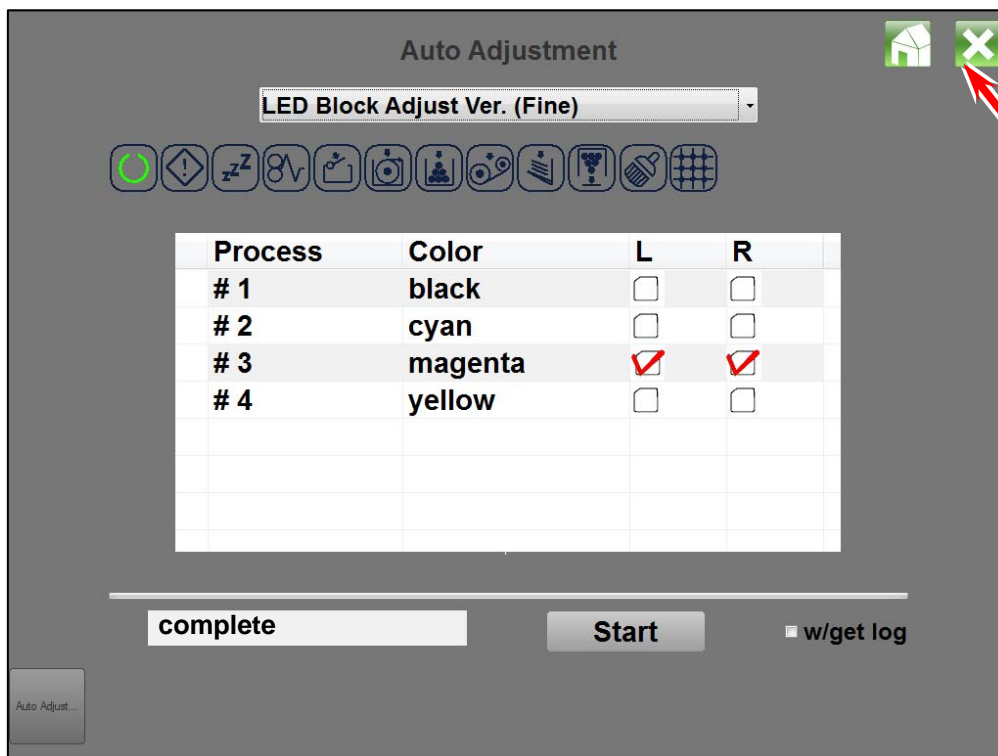 Auto Adjustment
LED Block Adjust Ver. (Fine)
zzZ
Process Color L R
# 1 black
# 2 cyan
# 3 magenta
# 4 yellow
complete Start w/get log
Auto Adjust...